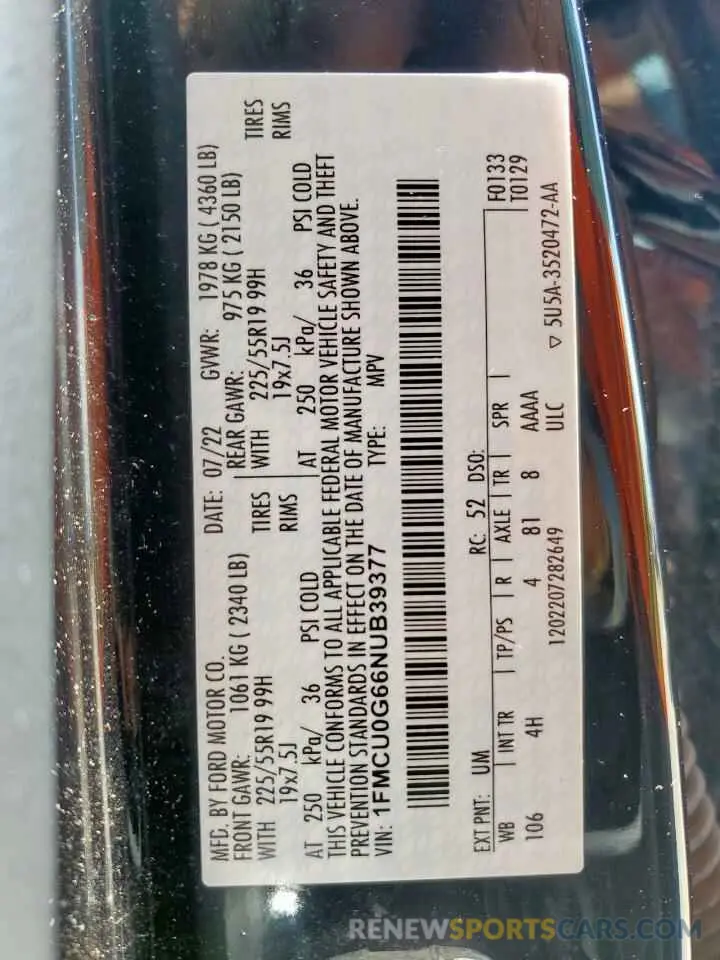 MFD. BY FORD MOTOR CO. DATE: 07/22 GVWR: 1978 KG ( 4360 LB)
FRONT GAWR: 1061 KG ( 2340 LB) REAR GAWR: 975 KG ( 2150 LB)
WITH 225/55R19 99H TIRES WITH 225/55R19 99H TIRES
19x7.5J RIMS 19x7.5J RIMS
AT 250 kPa/ 36 PSI COLD AT 250 kPa/ 36 PSI COLD
THIS VEHICLE CONFORMS TO ALL APPLICABLE FEDERAL MOTOR VEHICLE SAFETY AND THEFT
PREVENTION STANDARDS IN EFFECT ON THE DATE OF MANUFACTURE SHOWN ABOVE.
VIN: 1FMCU0G66NUB39377 TYPE: MPV
EXT PNT: UM RC: 52 DSO:
WB INT TR TP/PS R AXLE TR SPR F0133
106 4H 4 81 8 AAAA T0129
1202207282649 ULC ▽ 5U5A-3520472-AA
RENEWSPORTSCARS.COM